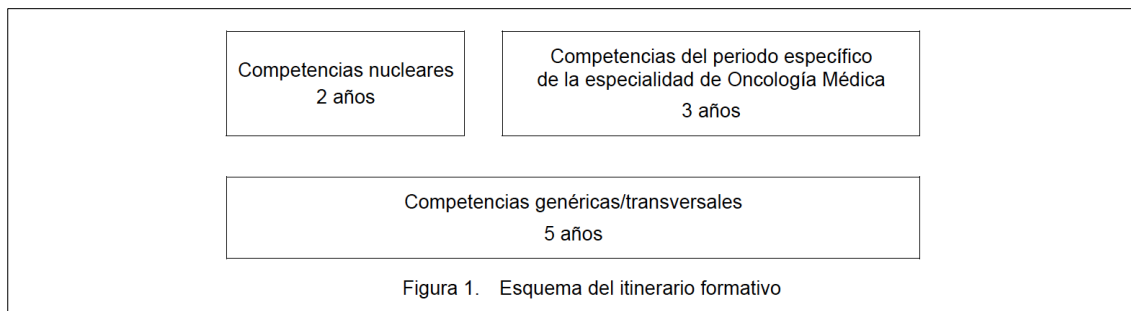 Competencias nucleares
2 años
Competencias del periodo específico
de la especialidad de Oncología Médica
3 años
Competencias genéricas/transversales
5 años
Figura 1. Esquema del itinerario formativo